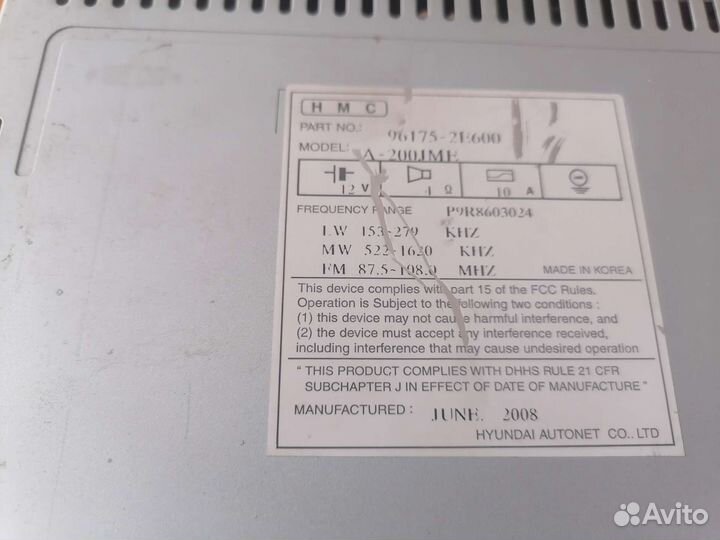 HMC
PART NO.: 96175-2E600
MODEL: A-200JME
12 V 4 Ω 10 A
FREQUENCY RANGE P9R8603024
LW 153~279 KHZ
MW 522~1620 KHZ
FM 87.5~108.0 MHZ MADE IN KOREA
This device complies with part 15 of the FCC Rules.
Operation is Subject to the following two conditions :
(1) this device may not cause harmful interference, and
(2) the device must accept any interference received,
including interference that may cause undesired operation
" THIS PRODUCT COMPLIES WITH DHHS RULE 21 CFR
SUBCHAPTER J IN EFFECT OF DATE OF MANUFACTURE "
MANUFACTURED : JUNE. 2008
HYUNDAI AUTONET CO., LTD
Avito